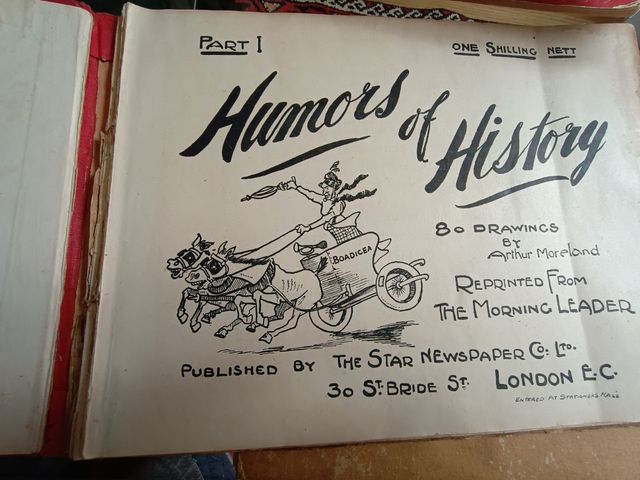 PART I
ONE SHILLING NETT
Humors of History
BOADICEA
80 DRAWINGS
BY
Arthur Moreland
REPRINTED FROM
THE MORNING LEADER
PUBLISHED BY THE STAR NEWSPAPER CO. LTD.
30 ST. BRIDE ST. LONDON E.C.
ENTERED AT STATIONERS HALL